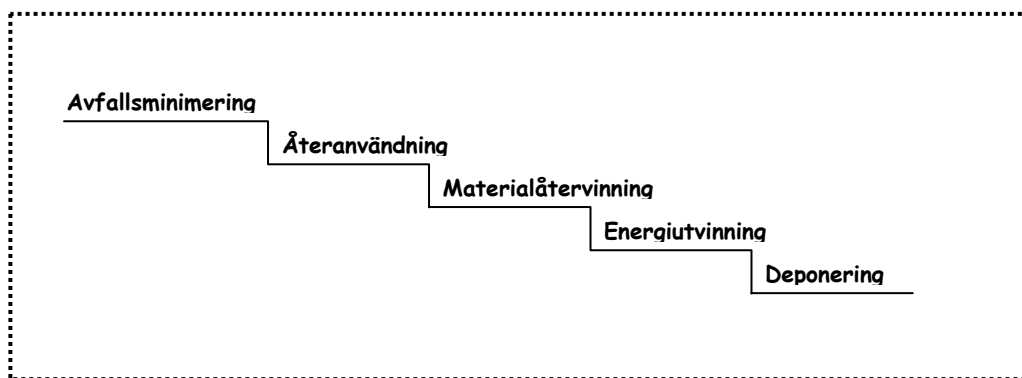 Avfallsminimering
Återanvändning
Materialåtervinning
Energiutvinning
Deponering